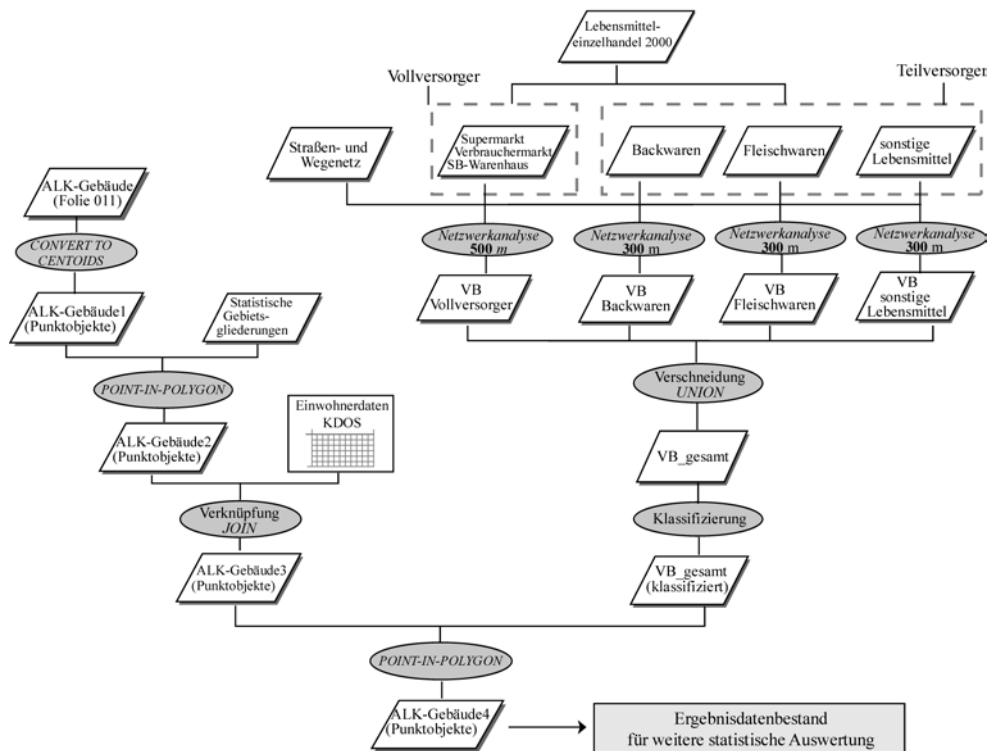 Lebensmittel-
einzelhandel 2000
Vollversorger
Teilversorger
Straßen- und
Wegenetz
Supermarkt
Verbrauchermarkt
SB-Warenhaus
Backwaren
Fleischwaren
sonstige
Lebensmittel
ALK-Gebäude
(Folie 011)
CONVERT TO
CENTOIDS
Netzwerkanalyse
500 m
Netzwerkanalyse
300 m
Netzwerkanalyse
300 m
Netzwerkanalyse
300 m
ALK-Gebäude1
(Punktobjekte)
Statistische
Gebiets-
gliederungen
VB
Vollversorger
VB
Backwaren
VB
Fleischwaren
VB
sonstige
Lebensmittel
POINT-IN-POLYGON
Verschneidung
UNION
ALK-Gebäude2
(Punktobjekte)
Einwohnerdaten
KDOS
VB_gesamt
Verknüpfung
JOIN
Klassifizierung
ALK-Gebäude3
(Punktobjekte)
VB_gesamt
(klassifiziert)
POINT-IN-POLYGON
ALK-Gebäude4
(Punktobjekte)
Ergebnisdatenbestand
für weitere statistische Auswertung